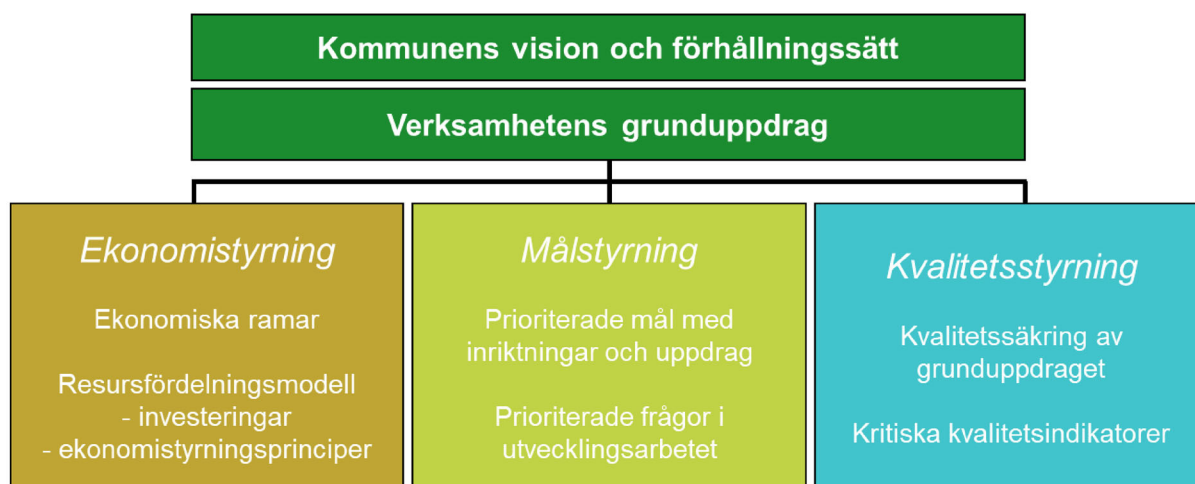 Kommunens vision och förhållningssätt
Verksamhetens grunduppdrag
Ekonomistyrning
Ekonomiska ramar
Resursfördelningsmodell
- investeringar
- ekonomistyrningsprinciper
Målstyrning
Prioriterade mål med
inriktningar och uppdrag
Prioriterade frågor i
utvecklingsarbetet
Kvalitetsstyrning
Kvalitetssäkring av
grunduppdraget
Kritiska kvalitetsindikatorer